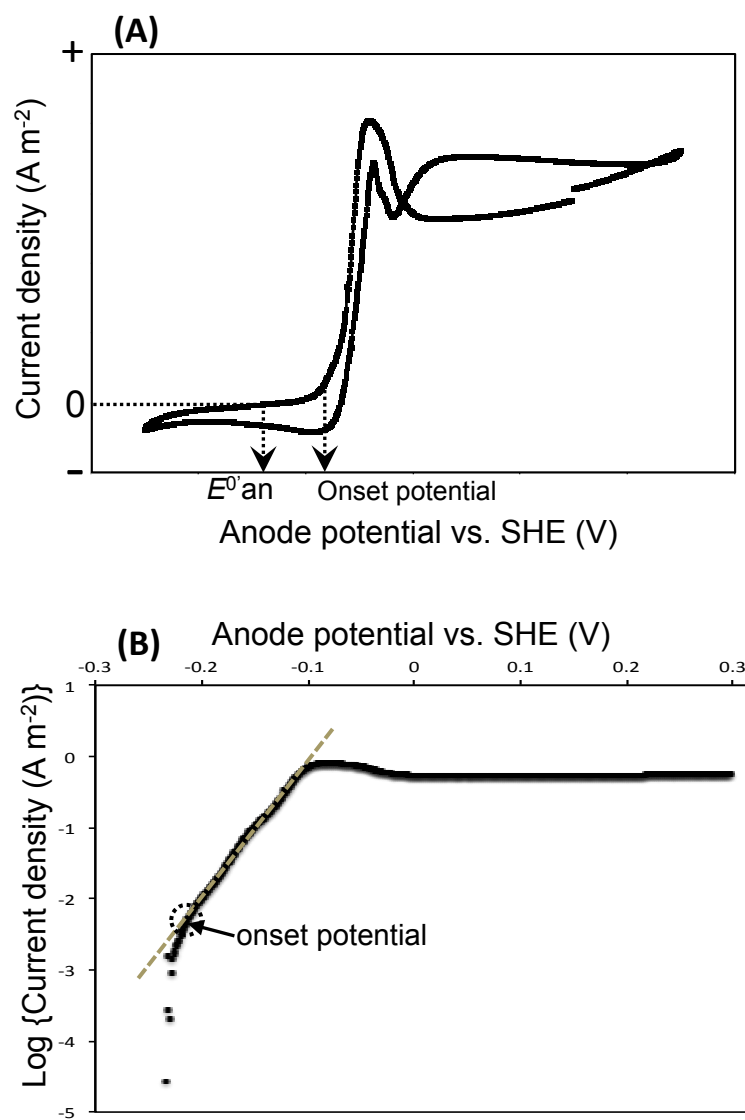 (A)
+
Current density (A m-2)
0
-
E0'an
Onset potential
Anode potential vs. SHE (V)
(B)
Anode potential vs. SHE (V)
-0.3 -0.2 -0.1 0 0.1 0.2 0.3
Log {Current density (A m-2)}
1
0
-1
-2
-3
-4
-5
onset potential